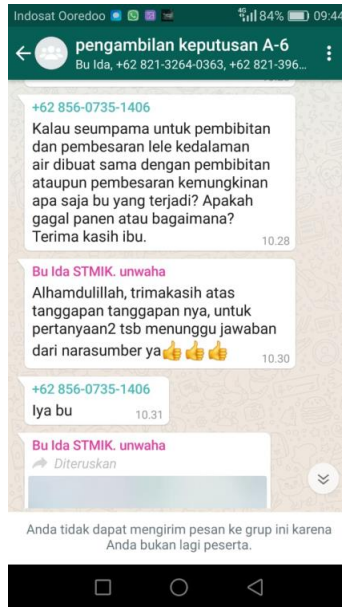 Indosat Ooredoo 4G 84% 09:44
pengambilan keputusan A-6
Bu Ida, +62 821-3264-0363, +62 821-396...
+62 856-0735-1406
Kalau seumpama untuk pembibitan
dan pembesaran lele kedalaman
air dibuat sama dengan pembibitan
ataupun pembesaran kemungkinan
apa saja bu yang terjadi? Apakah
gagal panen atau bagaimana?
Terima kasih ibu.
10.28
Bu Ida STMIK. unwaha
Alhamdulillah, trimakasih atas
tanggapan tanggapan nya, untuk
pertanyaan2 tsb menunggu jawaban
dari narasumber ya👍👍👍
10.30
+62 856-0735-1406
Iya bu 10.31
Bu Ida STMIK. unwaha
Diteruskan
Anda tidak dapat mengirim pesan ke grup ini karena
Anda bukan lagi peserta.